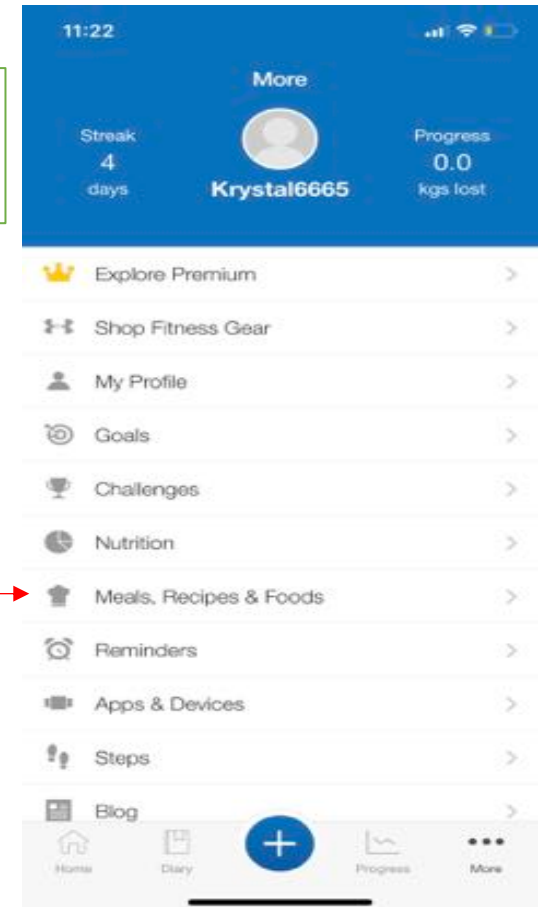 11:22
More
Streak
4
days
Krystal6665
Progress
0.0
kgs lost
Explore Premium
Shop Fitness Gear
My Profile
Goals
Challenges
Nutrition
Meals, Recipes & Foods
Reminders
Apps & Devices
Steps
Blog
Home
Diary
Progress
More